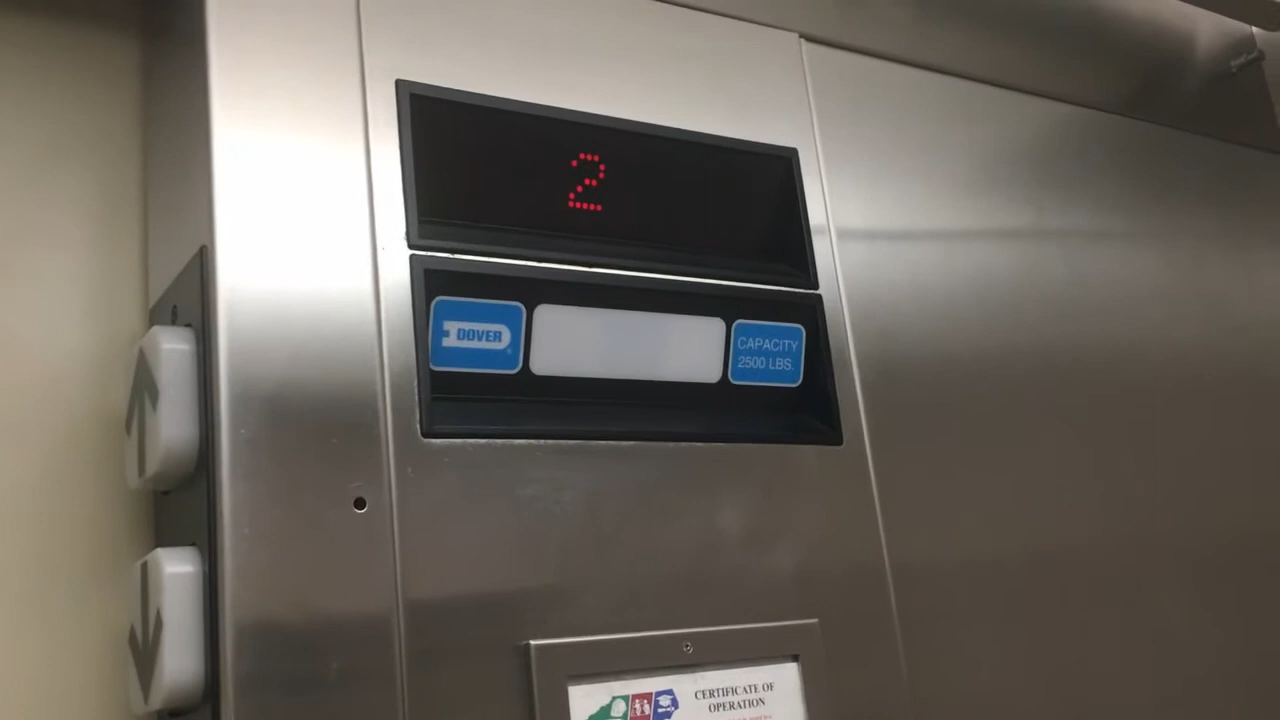 2
DOVER
CAPACITY
2500 LBS.
CERTIFICATE OF
OPERATION